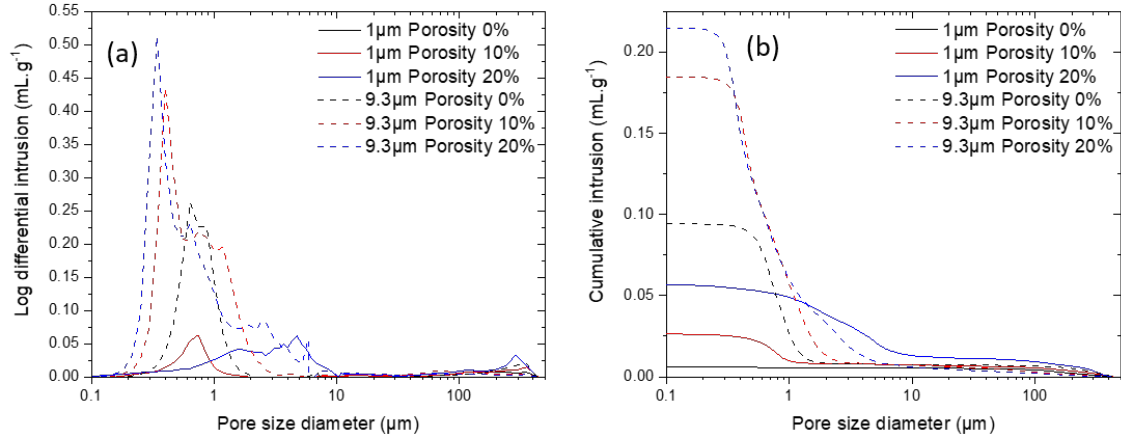 (a)
1µm Porosity 0%
1µm Porosity 10%
1µm Porosity 20%
9.3µm Porosity 0%
9.3µm Porosity 10%
9.3µm Porosity 20%
Log differential intrusion (mL.g-1)
0.55
0.50
0.45
0.40
0.35
0.30
0.25
0.20
0.15
0.10
0.05
0.00
0.1
1
10
100
Pore size diameter (µm)
(b)
1µm Porosity 0%
1µm Porosity 10%
1µm Porosity 20%
9.3µm Porosity 0%
9.3µm Porosity 10%
9.3µm Porosity 20%
Cumulative intrusion (mL.g-1)
0.20
0.15
0.10
0.05
0.00
0.1
1
10
100
Pore size diameter (µm)